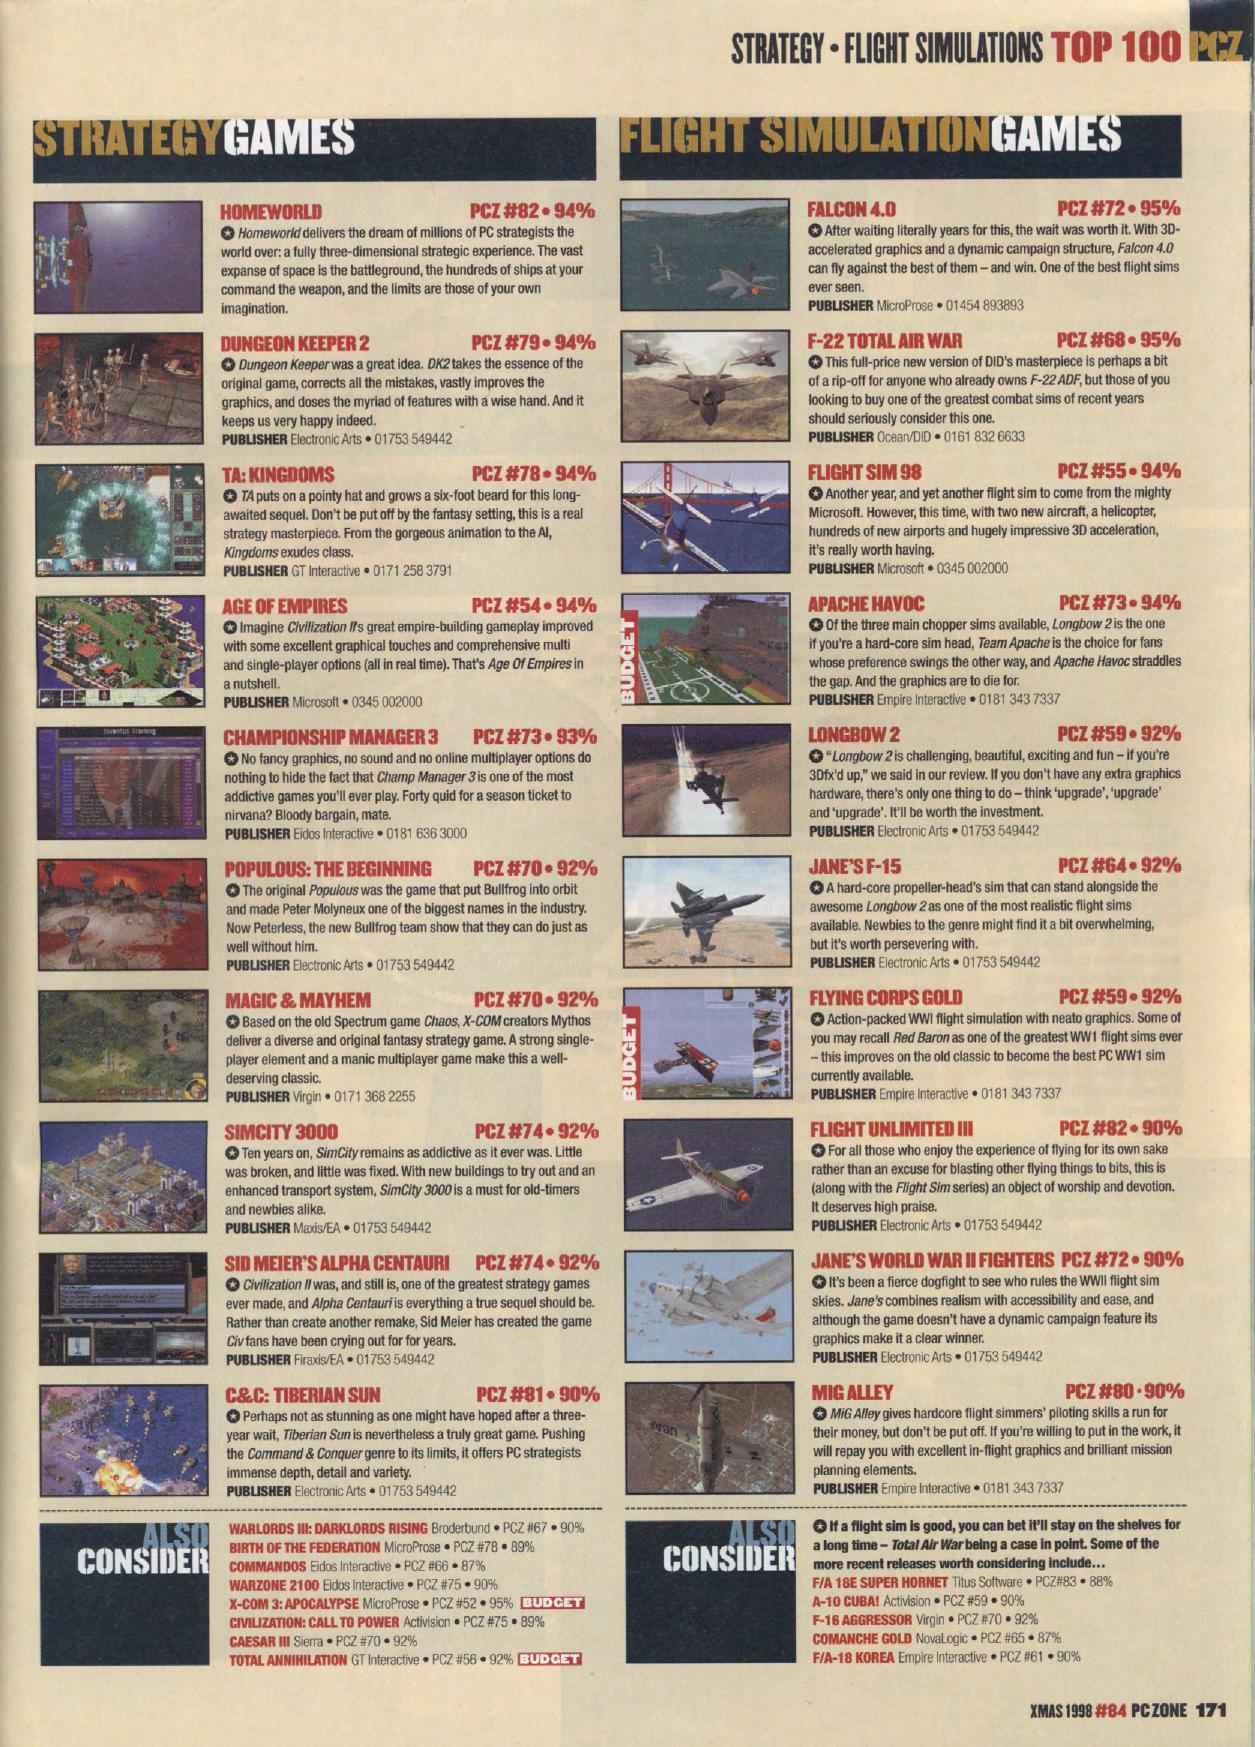 STRATEGY • FLIGHT SIMULATIONS TOP 100 PCZ
STRATEGYGAMES
HOMEWORLD PCZ #82 • 94%
Homeworld delivers the dream of millions of PC strategists the
world over: a fully three-dimensional strategic experience. The vast
expanse of space is the battleground, the hundreds of ships at your
command the weapon, and the limits are those of your own
imagination.
DUNGEON KEEPER 2 PCZ #79 • 94%
Dungeon Keeper was a great idea. DK2 takes the essence of the
original game, corrects all the mistakes, vastly improves the
graphics, and doses the myriad of features with a wise hand. And it
keeps us very happy indeed.
PUBLISHER Electronic Arts • 01753 549442
TA: KINGDOMS PCZ #78 • 94%
TA puts on a pointy hat and grows a six-foot beard for this long-
awaited sequel. Don't be put off by the fantasy setting, this is a real
strategy masterpiece. From the gorgeous animation to the AI,
Kingdoms exudes class.
PUBLISHER GT Interactive • 0171 258 3791
AGE OF EMPIRES PCZ #54 • 94%
Imagine Civilization II's great empire-building gameplay improved
with some excellent graphical touches and comprehensive multi
and single-player options (all in real time). That's Age Of Empires in
a nutshell.
PUBLISHER Microsoft • 0345 002000
Juventus Training
CHAMPIONSHIP MANAGER 3 PCZ #73 • 93%
No fancy graphics, no sound and no online multiplayer options do
nothing to hide the fact that Champ Manager 3 is one of the most
addictive games you'll ever play. Forty quid for a season ticket to
nirvana? Bloody bargain, mate.
PUBLISHER Eidos Interactive • 0181 636 3000
POPULOUS: THE BEGINNING PCZ #70 • 92%
The original Populous was the game that put Bullfrog into orbit
and made Peter Molyneux one of the biggest names in the industry.
Now Peterless, the new Bullfrog team show that they can do just as
well without him.
PUBLISHER Electronic Arts • 01753 549442
MAGIC & MAYHEM PCZ #70 • 92%
Based on the old Spectrum game Chaos, X-COM creators Mythos
deliver a diverse and original fantasy strategy game. A strong single-
player element and a manic multiplayer game make this a well-
deserving classic.
PUBLISHER Virgin • 0171 368 2255
SIMCITY 3000 PCZ #74 • 92%
Ten years on, SimCity remains as addictive as it ever was. Little
was broken, and little was fixed. With new buildings to try out and an
enhanced transport system, SimCity 3000 is a must for old-timers
and newbies alike.
PUBLISHER Maxis/EA • 01753 549442
SID MEIER'S ALPHA CENTAURI PCZ #74 • 92%
Civilization II was, and still is, one of the greatest strategy games
ever made, and Alpha Centauri is everything a true sequel should be.
Rather than create another remake, Sid Meier has created the game
Civ fans have been crying out for for years.
PUBLISHER Firaxis/EA • 01753 549442
C&C: TIBERIAN SUN PCZ #81 • 90%
Perhaps not as stunning as one might have hoped after a three-
year wait, Tiberian Sun is nevertheless a truly great game. Pushing
the Command & Conquer genre to its limits, it offers PC strategists
immense depth, detail and variety.
PUBLISHER Electronic Arts • 01753 549442
ALSO
CONSIDER
WARLORDS III: DARKLORDS RISING Broderbund • PCZ #67 • 90%
BIRTH OF THE FEDERATION MicroProse • PCZ #78 • 89%
COMMANDOS Eidos Interactive • PCZ #66 • 87%
WARZONE 2100 Eidos Interactive • PCZ #75 • 90%
X-COM 3: APOCALYPSE MicroProse • PCZ #52 • 95% BUDGET
CIVILIZATION: CALL TO POWER Activision • PCZ #75 • 89%
CAESAR III Sierra • PCZ #70 • 92%
TOTAL ANNIHILATION GT Interactive • PCZ #56 • 92% BUDGET
FLIGHT SIMULATIONGAMES
FALCON 4.0 PCZ #72 • 95%
After waiting literally years for this, the wait was worth it. With 3D-
accelerated graphics and a dynamic campaign structure, Falcon 4.0
can fly against the best of them – and win. One of the best flight sims
ever seen.
PUBLISHER MicroProse • 01454 893893
F-22 TOTAL AIR WAR PCZ #68 • 95%
This full-price new version of DID's masterpiece is perhaps a bit
of a rip-off for anyone who already owns F-22 ADF, but those of you
looking to buy one of the greatest combat sims of recent years
should seriously consider this one.
PUBLISHER Ocean/DID • 0161 832 6633
FLIGHT SIM 98 PCZ #55 • 94%
Another year, and yet another flight sim to come from the mighty
Microsoft. However, this time, with two new aircraft, a helicopter,
hundreds of new airports and hugely impressive 3D acceleration,
it's really worth having.
PUBLISHER Microsoft • 0345 002000
BUDGET
APACHE HAVOC PCZ #73 • 94%
Of the three main chopper sims available, Longbow 2 is the one
if you're a hard-core sim head, Team Apache is the choice for fans
whose preference swings the other way, and Apache Havoc straddles
the gap. And the graphics are to die for.
PUBLISHER Empire Interactive • 0181 343 7337
LONGBOW 2 PCZ #59 • 92%
"Longbow 2 is challenging, beautiful, exciting and fun – if you're
3Dfx'd up," we said in our review. If you don't have any extra graphics
hardware, there's only one thing to do – think 'upgrade', 'upgrade'
and 'upgrade'. It'll be worth the investment.
PUBLISHER Electronic Arts • 01753 549442
JANE'S F-15 PCZ #64 • 92%
A hard-core propeller-head's sim that can stand alongside the
awesome Longbow 2 as one of the most realistic flight sims
available. Newbies to the genre might find it a bit overwhelming,
but it's worth persevering with.
PUBLISHER Electronic Arts • 01753 549442
BUDGET
FLYING CORPS GOLD PCZ #59 • 92%
Action-packed WWI flight simulation with neato graphics. Some of
you may recall Red Baron as one of the greatest WW1 flight sims ever
– this improves on the old classic to become the best PC WW1 sim
currently available.
PUBLISHER Empire Interactive • 0181 343 7337
FLIGHT UNLIMITED III PCZ #82 • 90%
For all those who enjoy the experience of flying for its own sake
rather than an excuse for blasting other flying things to bits, this is
(along with the Flight Sim series) an object of worship and devotion.
It deserves high praise.
PUBLISHER Electronic Arts • 01753 549442
JANE'S WORLD WAR II FIGHTERS PCZ #72 • 90%
It's been a fierce dogfight to see who rules the WWII flight sim
skies. Jane's combines realism with accessibility and ease, and
although the game doesn't have a dynamic campaign feature its
graphics make it a clear winner.
PUBLISHER Electronic Arts • 01753 549442
MIG ALLEY PCZ #80 • 90%
MiG Alley gives hardcore flight simmers' piloting skills a run for
their money, but don't be put off. If you're willing to put in the work, it
will repay you with excellent in-flight graphics and brilliant mission
planning elements.
PUBLISHER Empire Interactive • 0181 343 7337
ALSO
CONSIDER
If a flight sim is good, you can bet it'll stay on the shelves for
a long time – Total Air War being a case in point. Some of the
more recent releases worth considering include...
F/A 18E SUPER HORNET Titus Software • PCZ#83 • 88%
A-10 CUBA! Activision • PCZ #59 • 90%
F-16 AGGRESSOR Virgin • PCZ #70 • 92%
COMANCHE GOLD NovaLogic • PCZ #65 • 87%
F/A-18 KOREA Empire Interactive • PCZ #61 • 90%
XMAS 1998 #84 PC ZONE 171